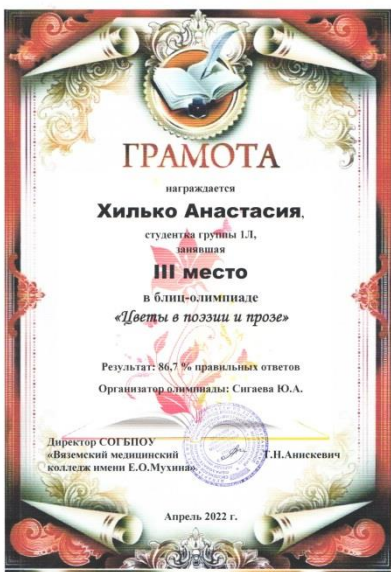 ГРАМОТА
награждается
Хилько Анастасия,
студентка группы 1Л,
занявшая
III место
в блиц-олимпиаде
«Цветы в поэзии и прозе»
Результат: 86,7 % правильных ответов
Организатор олимпиады: Сигаева Ю.А.
Директор СОГБПОУ
«Вяземский медицинский Т.Н.Анискевич
колледж имени Е.О.Мухина»
Апрель 2022 г.